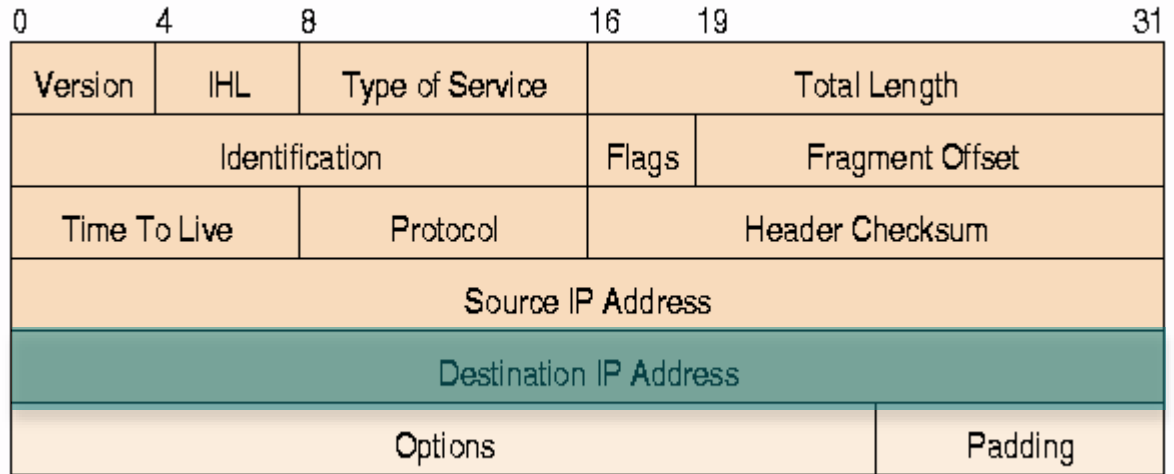 0 4 8 16 19 31
Version IHL Type of Service Total Length
Identification Flags Fragment Offset
Time To Live Protocol Header Checksum
Source IP Address
Destination IP Address
Options Padding